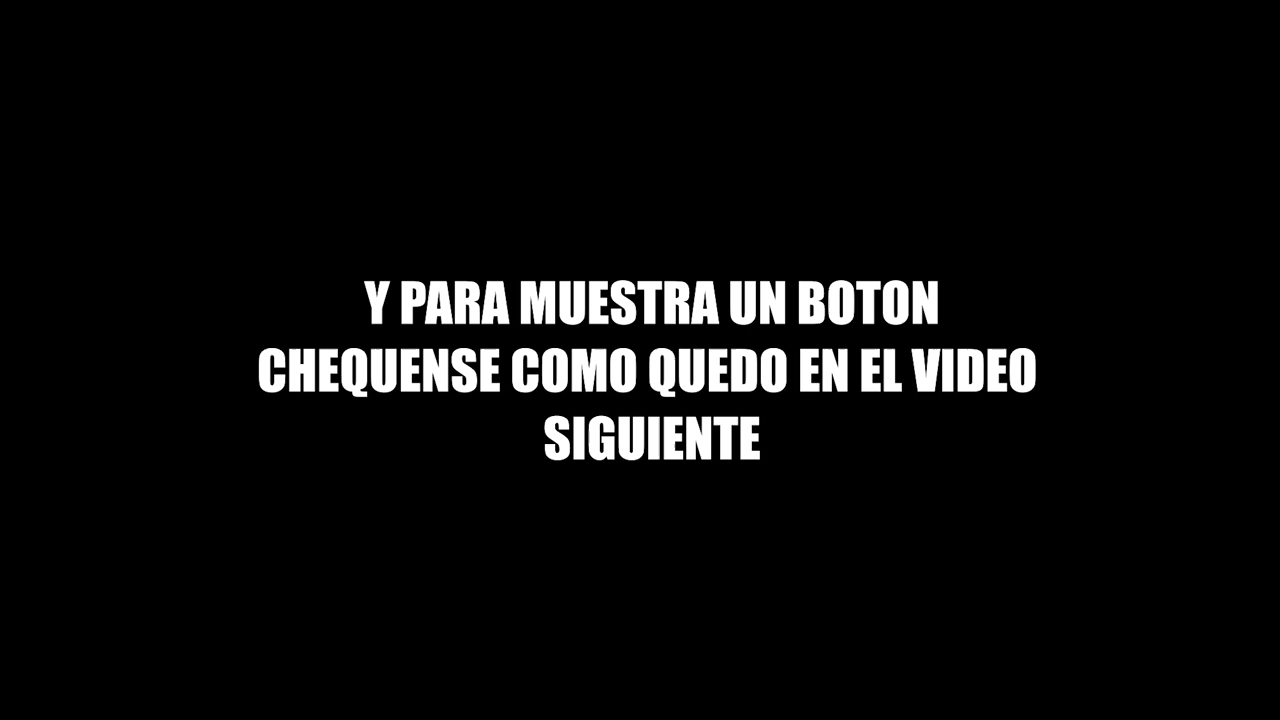 Y PARA MUESTRA UN BOTON
CHEQUENSE COMO QUEDO EN EL VIDEO
SIGUIENTE